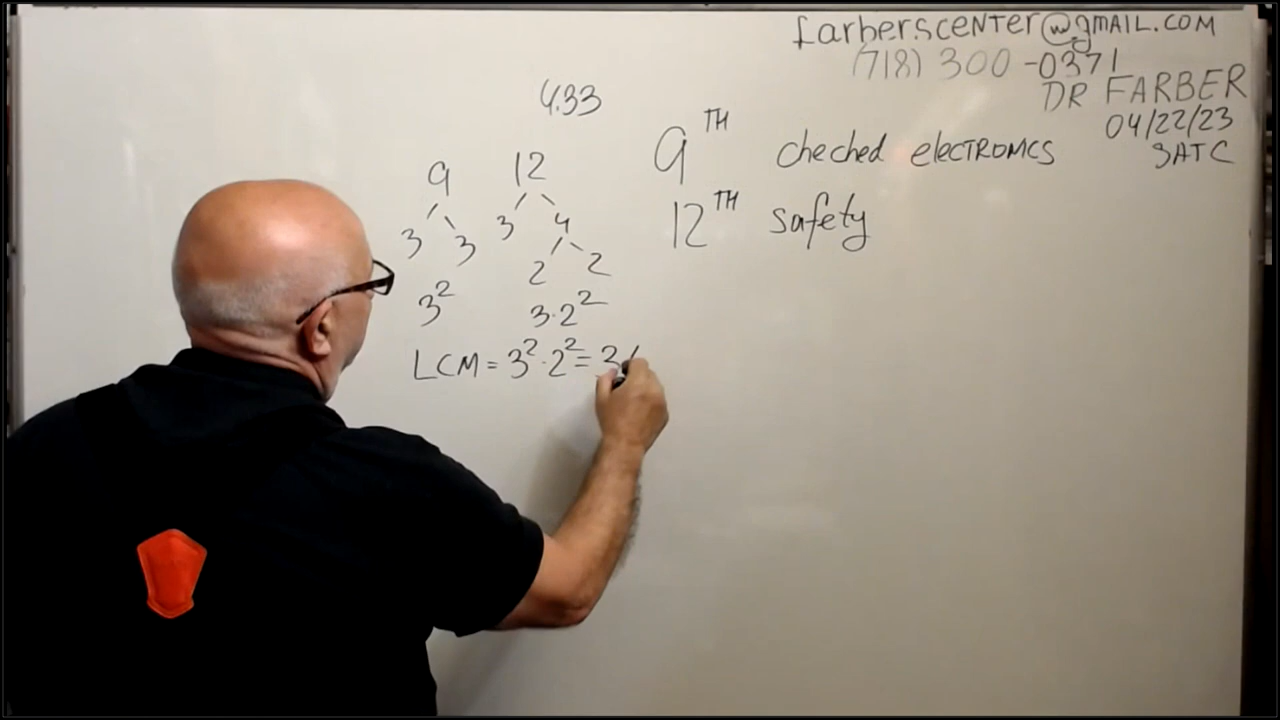 farberscenter@gmail.com
(718) 300-0371
DR FARBER
04/22/23
SATC
4.33
9TH cheched electromcs
12TH safety
9 12
3 3 3 4
2 2
3² 3·2²
LCM = 3²·2² = 3